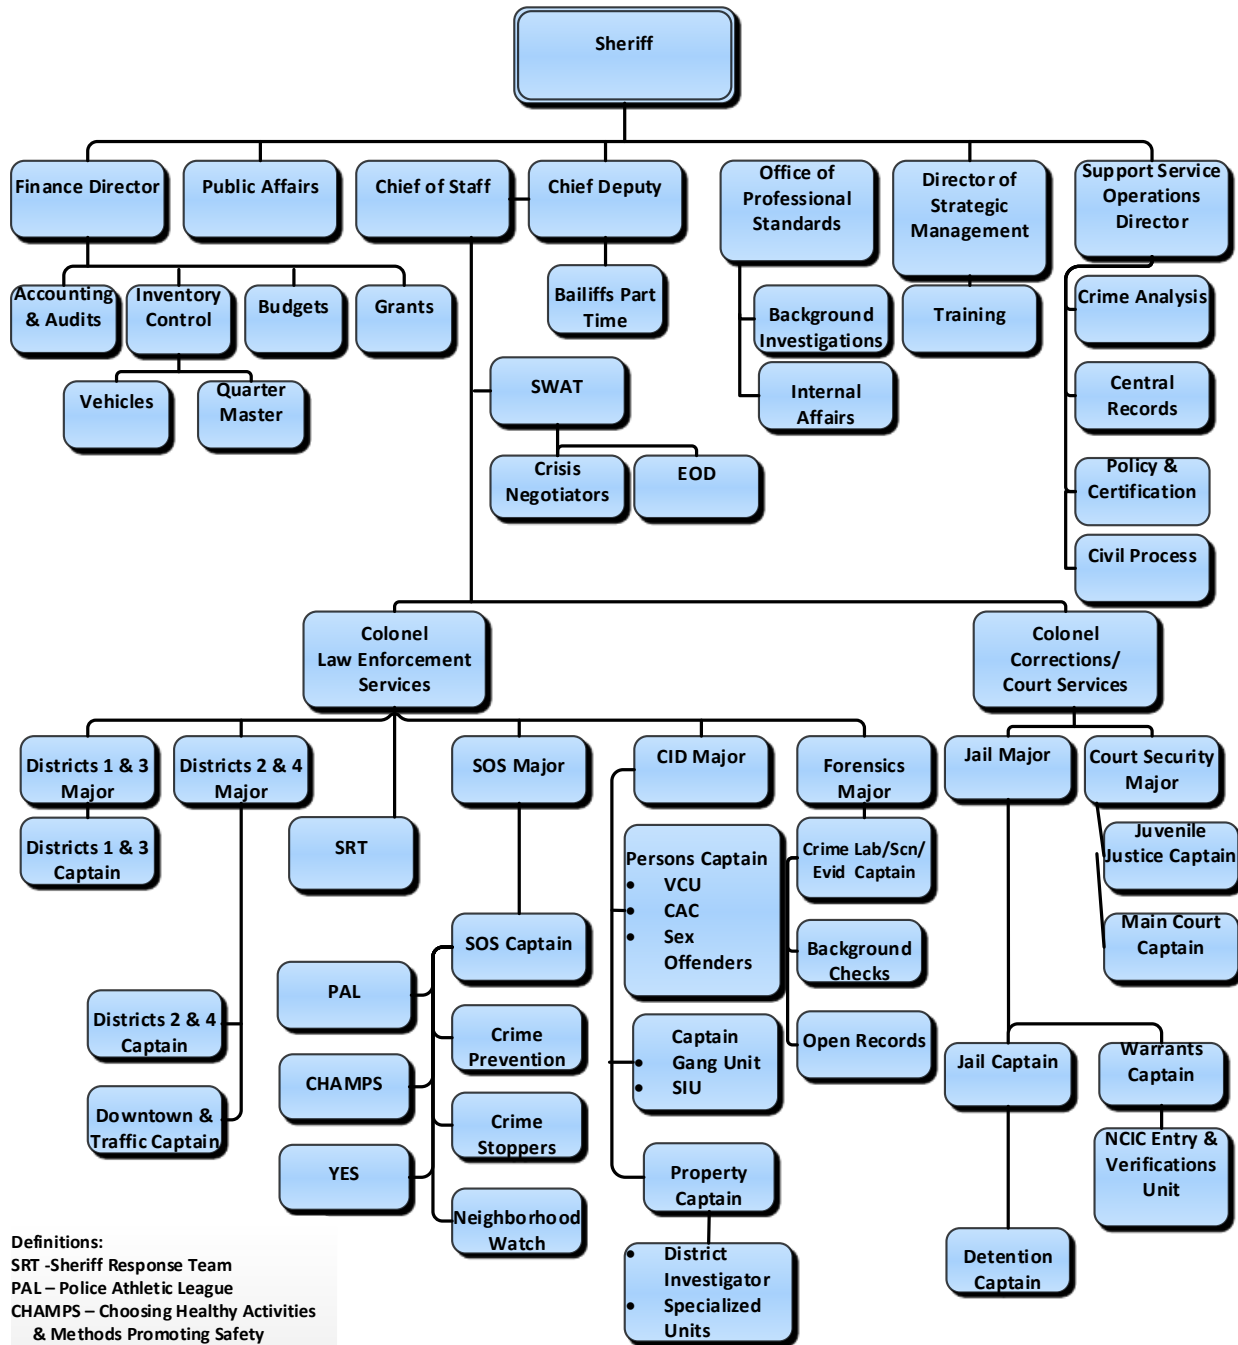 Sheriff
Finance Director
Public Affairs
Chief of Staff
Chief Deputy
Office of
Professional
Standards
Director of
Strategic
Management
Support Service
Operations
Director
Accounting
& Audits
Inventory
Control
Budgets
Grants
Bailiffs Part
Time
Background
Investigations
Training
Crime Analysis
Vehicles
Quarter
Master
SWAT
Internal
Affairs
Central
Records
Crisis
Negotiators
EOD
Policy &
Certification
Civil Process
Colonel
Law Enforcement
Services
Colonel
Corrections/
Court Services
Districts 1 & 3
Major
Districts 2 & 4
Major
SOS Major
CID Major
Forensics
Major
Jail Major
Court Security
Major
Districts 1 & 3
Captain
SRT
Persons Captain
• VCU
• CAC
• Sex
Offenders
Crime Lab/Scn/
Evid Captain
Juvenile
Justice Captain
SOS Captain
Background
Checks
Main Court
Captain
PAL
Districts 2 & 4
Captain
Crime
Prevention
Captain
• Gang Unit
• SIU
Open Records
Jail Captain
Warrants
Captain
CHAMPS
Downtown &
Traffic Captain
Crime
Stoppers
YES
Property
Captain
NCIC Entry &
Verifications
Unit
Neighborhood
Watch
• District
Investigator
• Specialized
Units
Detention
Captain
Definitions:
SRT -Sheriff Response Team
PAL – Police Athletic League
CHAMPS – Choosing Healthy Activities
& Methods Promoting Safety